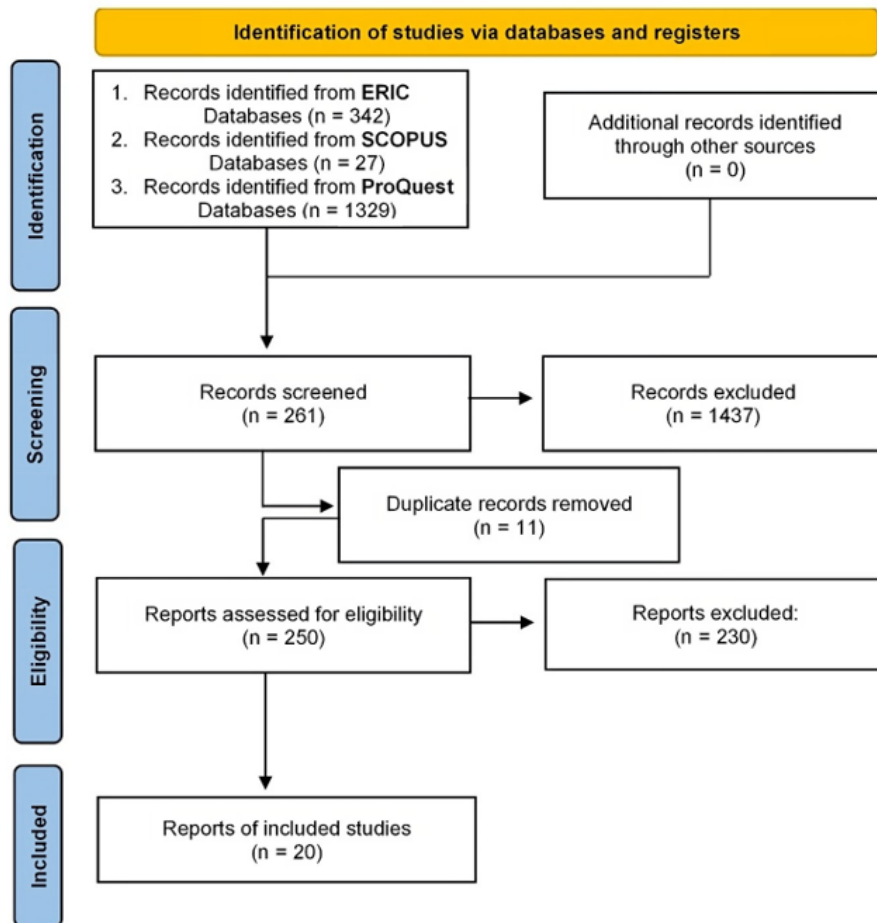 Identification of studies via databases and registers
Identification
1. Records identified from ERIC
Databases (n = 342)
2. Records identified from SCOPUS
Databases (n = 27)
3. Records identified from ProQuest
Databases (n = 1329)
Additional records identified
through other sources
(n = 0)
Screening
Records screened
(n = 261)
Records excluded
(n = 1437)
Duplicate records removed
(n = 11)
Eligibility
Reports assessed for eligibility
(n = 250)
Reports excluded:
(n = 230)
Included
Reports of included studies
(n = 20)